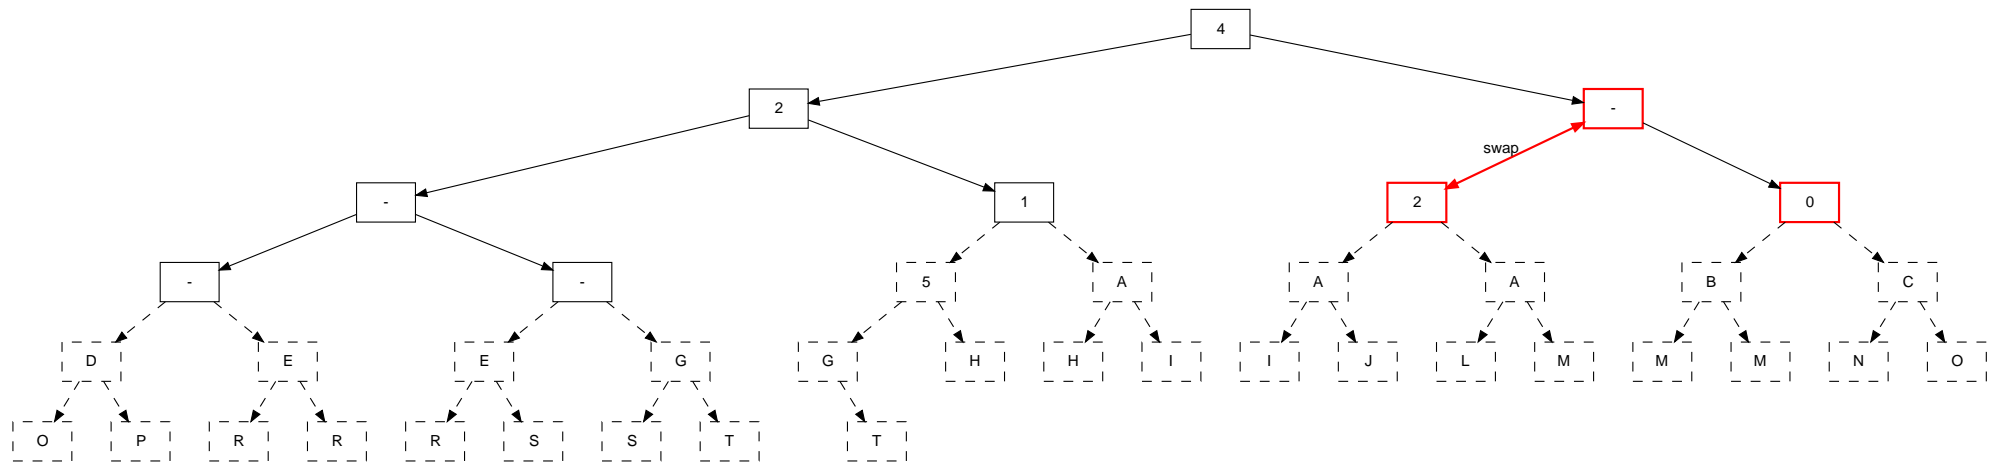 4
2 -
swap
- 1 2 0
- - 5 A A A B C
D E E G G H H I I J L M M M N O
O P R R R S S T T